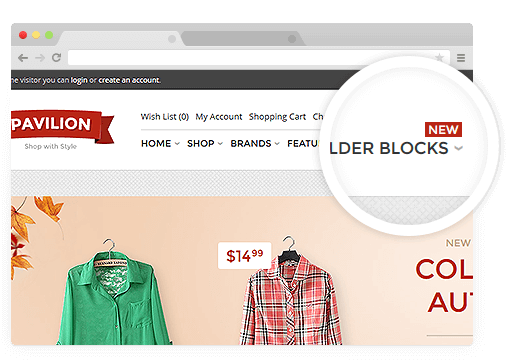 ne visitor you can login or create an account.
PAVILION
Shop with Style
Wish List (0) My Account Shopping Cart Ch
HOME SHOP BRANDS FEATU
NEW
LDER BLOCKS
$14.99
NEW
COL
AUT